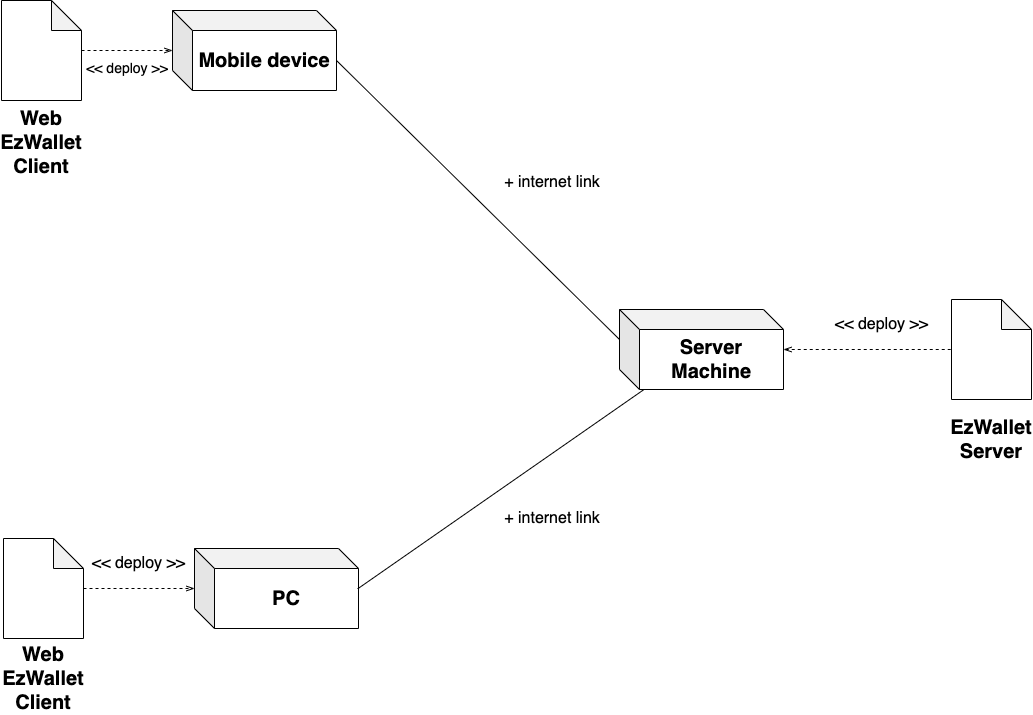 Mobile device
<< deploy >>
Web
EzWallet
Client
+ internet link
<< deploy >>
Server
Machine
EzWallet
Server
+ internet link
<< deploy >>
PC
Web
EzWallet
Client